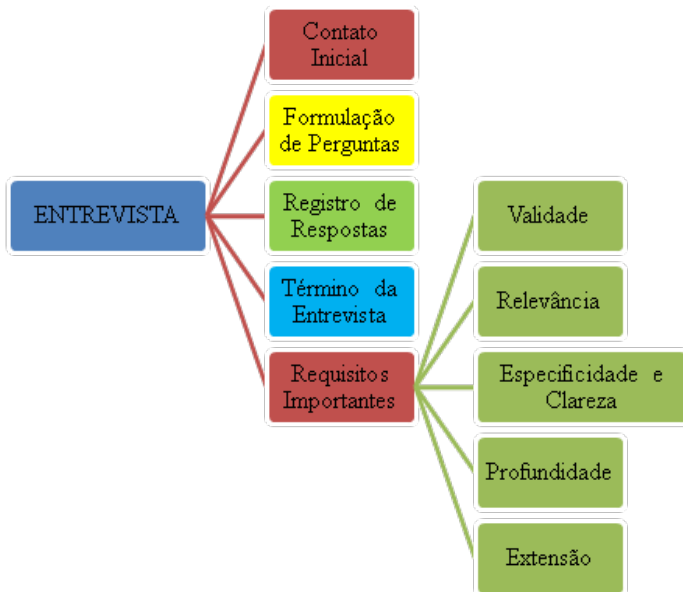 Contato
Inicial
Formulação
de Perguntas
ENTREVISTA
Registro de
Respostas
Término da
Entrevista
Requisitos
Importantes
Validade
Relevância
Especificidade e
Clareza
Profundidade
Extensão